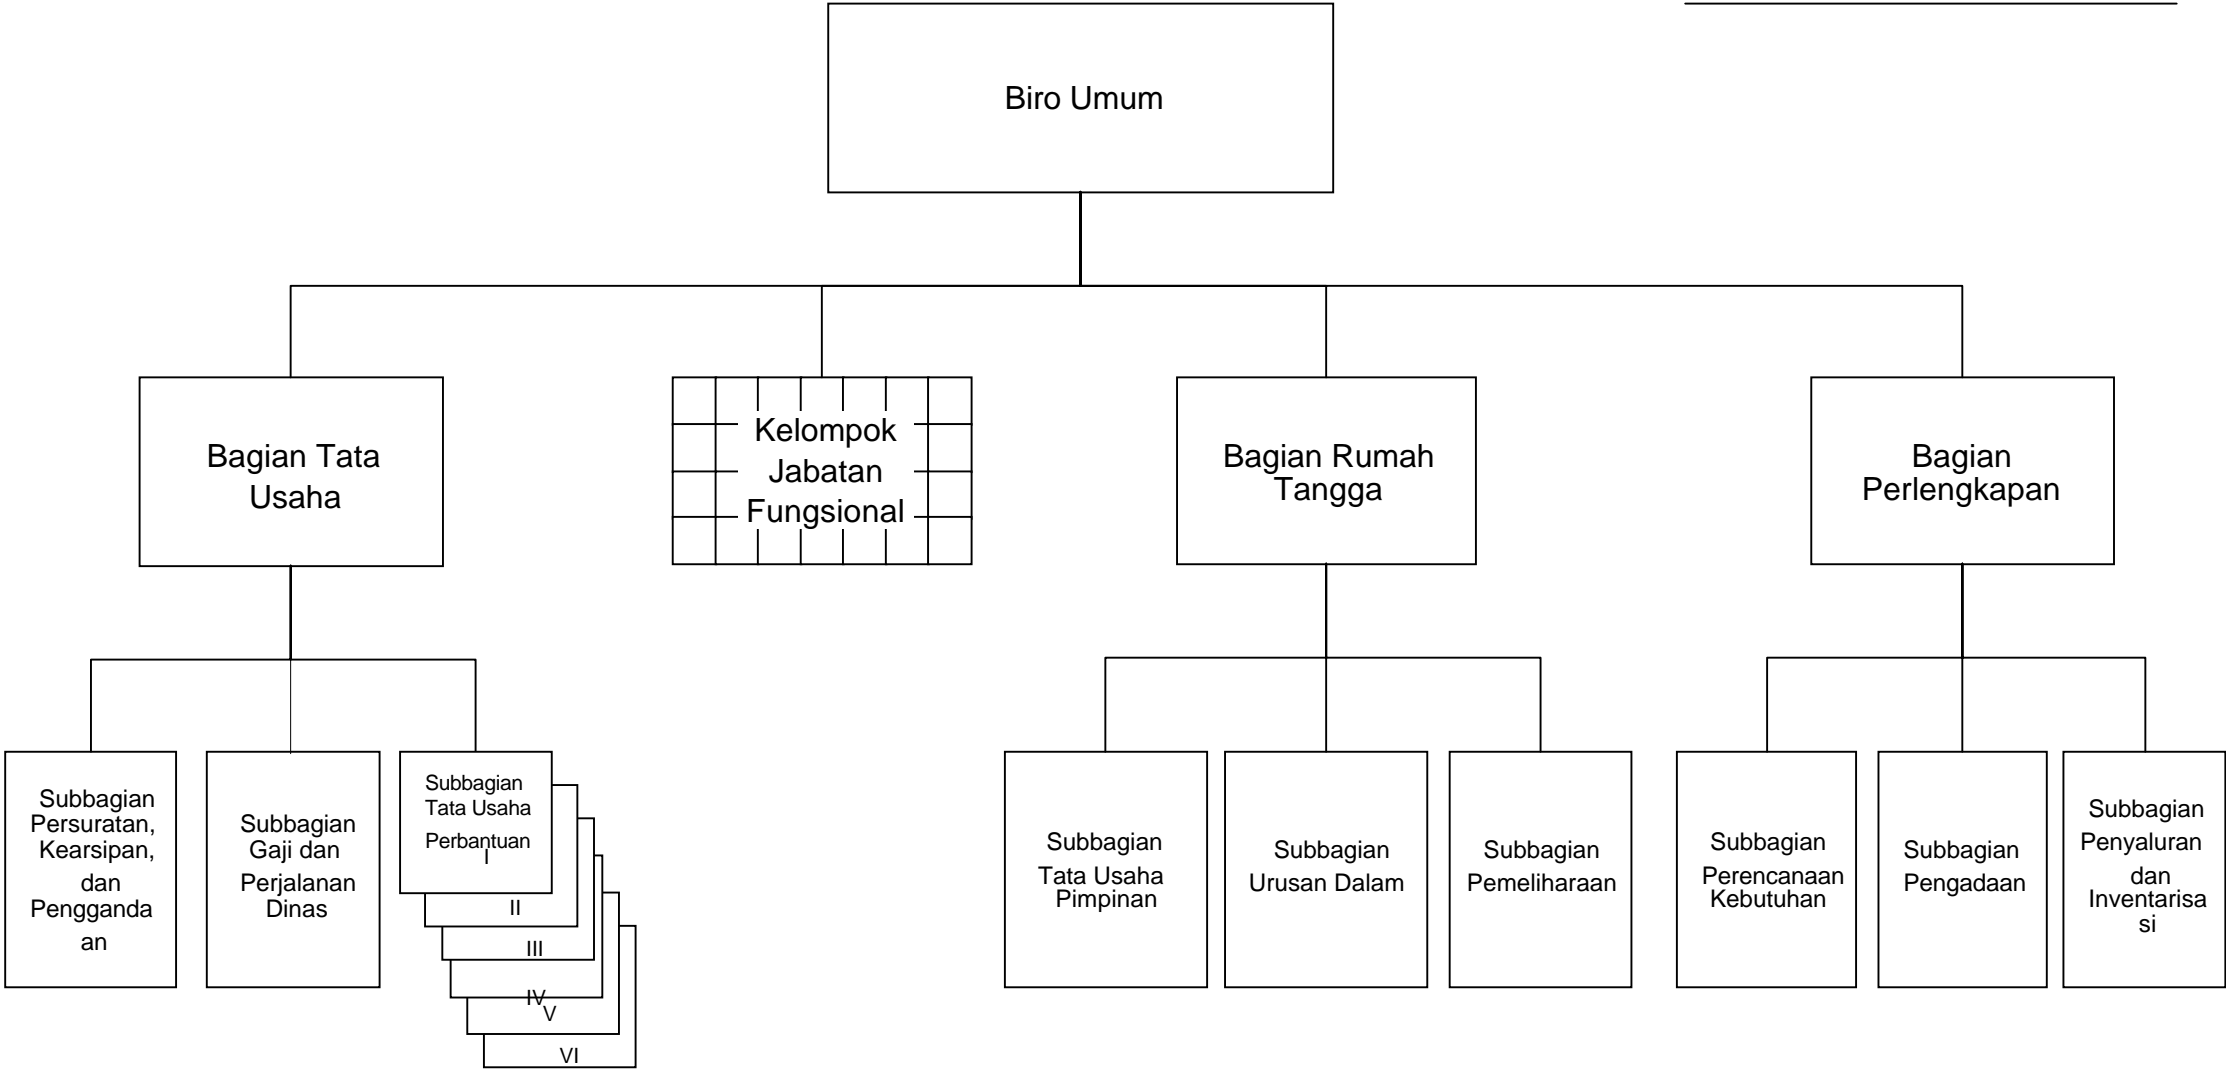 Biro Umum
Bagian Tata
Usaha
Kelompok
Jabatan
Fungsional
Bagian Rumah
Tangga
Bagian
Perlengkapan
Subbagian
Persuratan,
Kearsipan,
dan
Pengganda
an
Subbagian
Gaji dan
Perjalanan
Dinas
Subbagian
Tata Usaha
Perbantuan
I
II
III
IV
V
VI
Subbagian
Tata Usaha
Pimpinan
Subbagian
Urusan Dalam
Subbagian
Pemeliharaan
Subbagian
Perencanaan
Kebutuhan
Subbagian
Pengadaan
Subbagian
Penyaluran
dan
Inventarisa
si